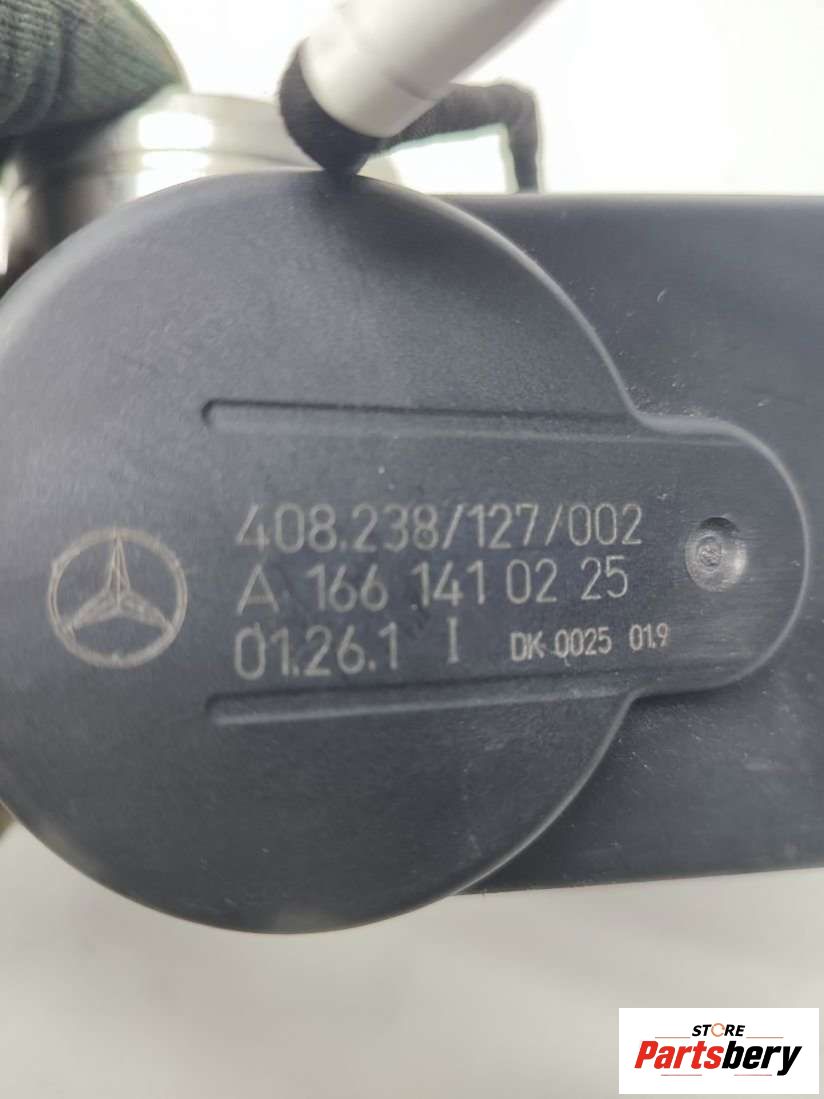 408.238/127/002
A 166 141 02 25
01.26.1 I DK 0025 01.9
STORE
Partsbery